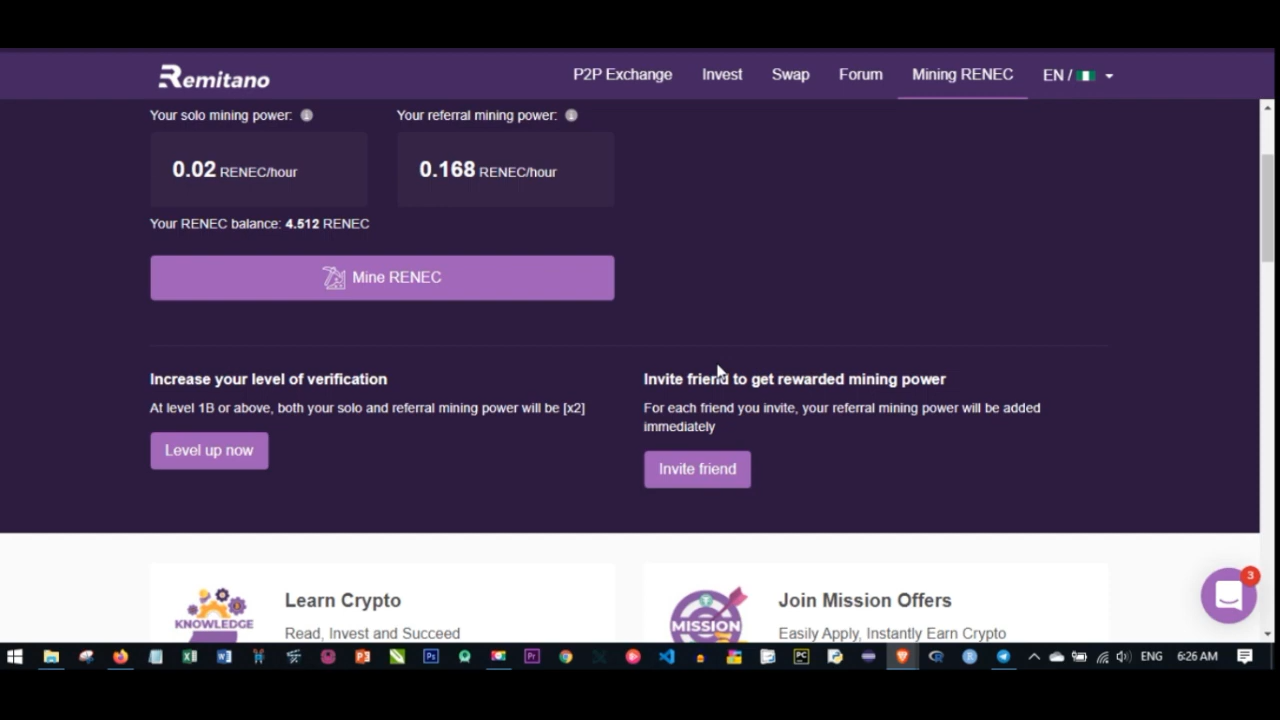 Remitano
P2P Exchange
Invest
Swap
Forum
Mining RENEC
EN /
Your solo mining power:
Your referral mining power:
0.02 RENEC/hour
0.168 RENEC/hour
Your RENEC balance: 4.512 RENEC
Mine RENEC
Increase your level of verification
At level 1B or above, both your solo and referral mining power will be [x2]
Level up now
Invite friend to get rewarded mining power
For each friend you invite, your referral mining power will be added
immediately
Invite friend
KNOWLEDGE
Learn Crypto
Read, Invest and Succeed
MISSION
Join Mission Offers
Easily Apply, Instantly Earn Crypto
3
ENG
6:26 AM